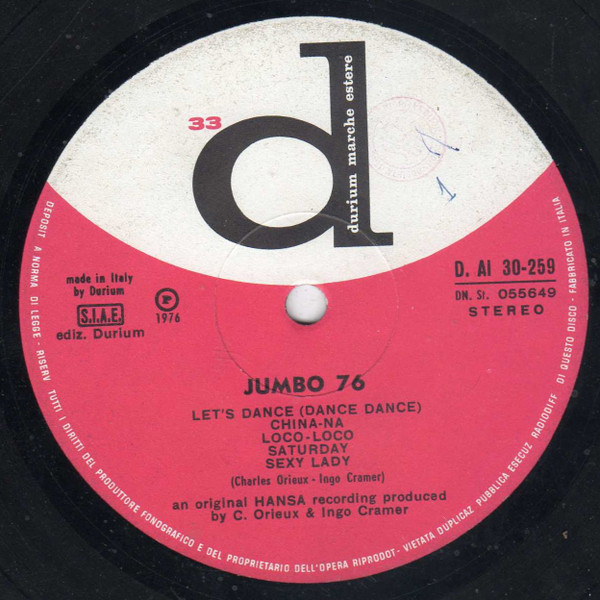 33
d
durium marche estere
1
D. AI 30-259
DN. St. 055649
STEREO
made in Italy
by Durium
S.I.A.E.
ediz. Durium
P
1976
JUMBO 76
LET'S DANCE (DANCE DANCE)
CHINA-NA
LOCO-LOCO
SATURDAY
SEXY LADY
(Charles Orieux - Ingo Cramer)
an original HANSA recording produced
by C. Orieux & Ingo Cramer
DEPOSIT A NORMA DI LEGGE - RISERV TUTTI I DIRITTI DEL PRODUTTORE FONOGRAFICO E DEL PROPRIETARIO DELL'OPERA RIPRODOT - VIETATA DUPLICAZ PUBBLICA ESECUZ RADIODIFF DI QUESTO DISCO - FABBRICATO IN ITALIA